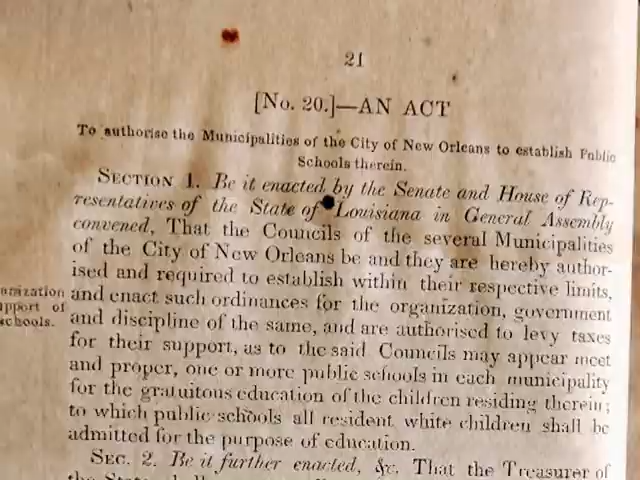 21
[No. 20.]—AN ACT
To authorise the Municipalities of the City of New Orleans to establish Public
Schools therein.
SECTION 1. Be it enacted by the Senate and House of Rep-
resentatives of the State of Louisiana in General Assembly
convened, That the Councils of the several Municipalities
of the City of New Orleans be and they are hereby author-
ised and required to establish within their respective limits,
anization
pport of
schools.
and enact such ordinances for the organization, government
and discipline of the same, and are authorised to levy taxes
for their support, as to the said Councils may appear meet
and proper, one or more public schools in each municipality
for the gratuitous education of the children residing therein;
to which public schools all resident white children shall be
admitted for the purpose of education.
SEC. 2. Be it further enacted, &c. That the Treasurer of
the State